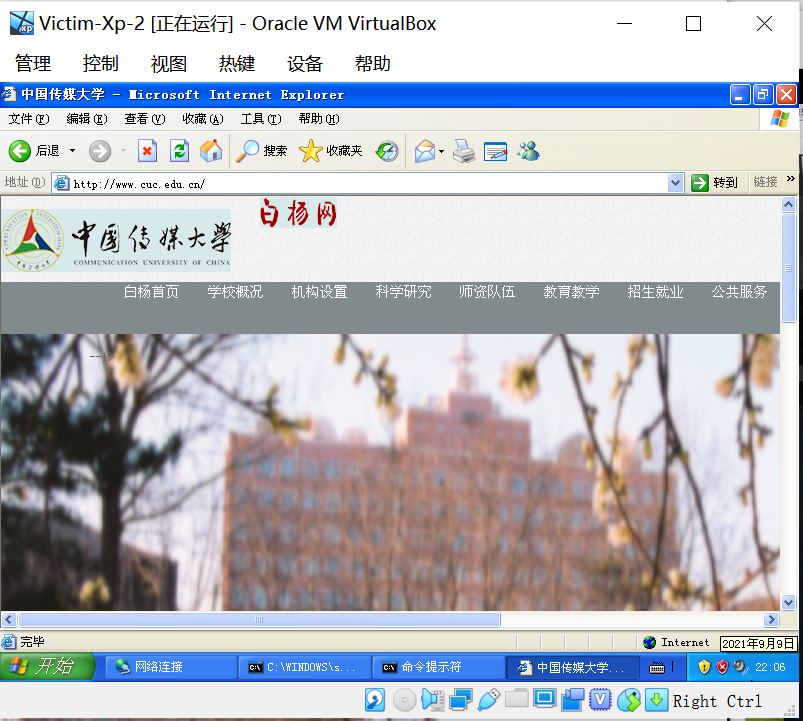 Victim-Xp-2 [正在运行] - Oracle VM VirtualBox
管理 控制 视图 热键 设备 帮助
中国传媒大学 - Microsoft Internet Explorer
文件(F) 编辑(E) 查看(V) 收藏(A) 工具(T) 帮助(H)
后退 搜索 收藏夹
地址(D) http://www.cuc.edu.cn/ 转到 链接 »
白杨网
中国传媒大学
COMMUNICATION UNIVERSITY OF CHINA
白杨首页 学校概况 机构设置 科学研究 师资队伍 教育教学 招生就业 公共服务
完毕 Internet 2021年9月9日
开始 网络连接 C:\WINDOWS\s... 命令提示符 中国传媒大学... 22:06
Right Ctrl